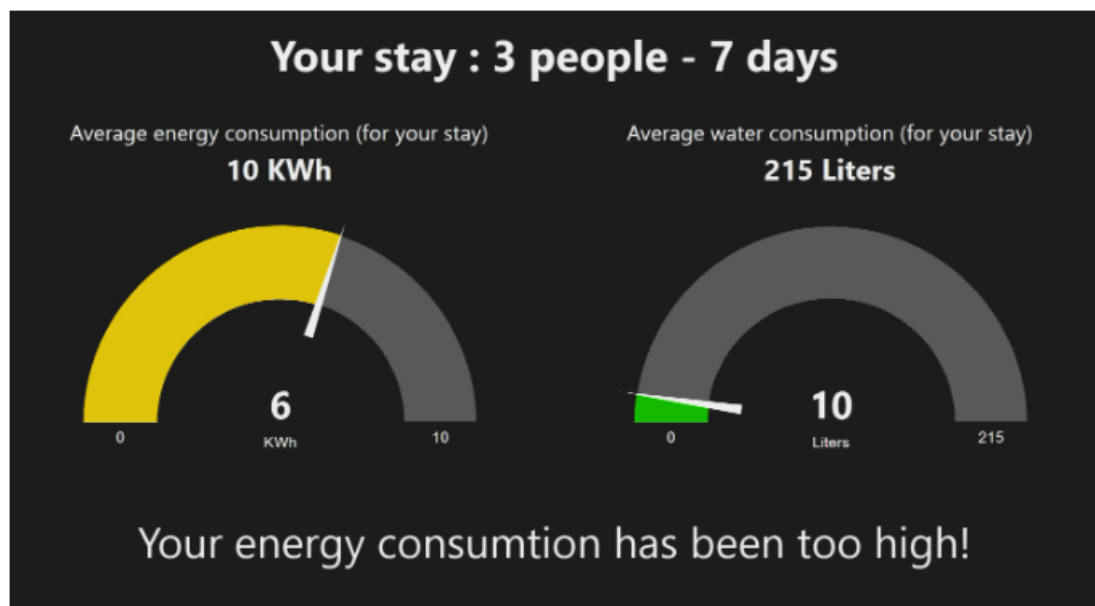 Your stay : 3 people - 7 days
Average energy consumption (for your stay)
10 KWh
Average water consumption (for your stay)
215 Liters
6
KWh
0
10
10
Liters
0
215
Your energy consumtion has been too high!